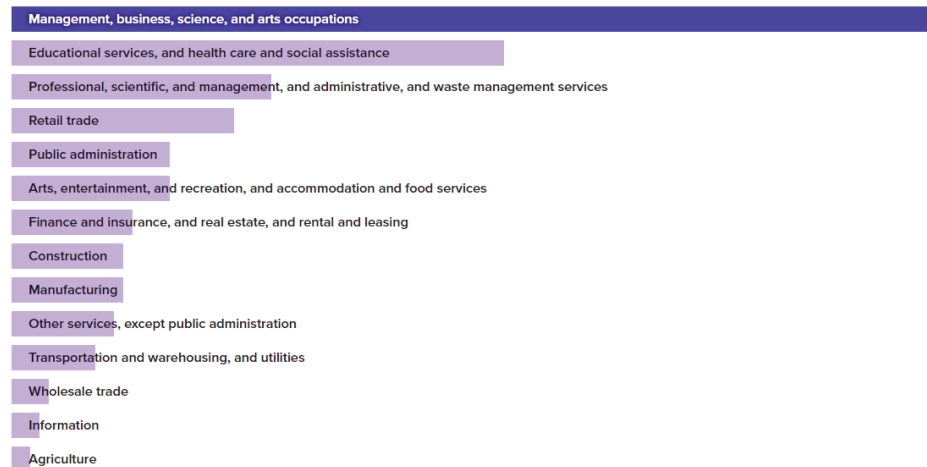 Management, business, science, and arts occupations
Educational services, and health care and social assistance
Professional, scientific, and management, and administrative, and waste management services
Retail trade
Public administration
Arts, entertainment, and recreation, and accommodation and food services
Finance and insurance, and real estate, and rental and leasing
Construction
Manufacturing
Other services, except public administration
Transportation and warehousing, and utilities
Wholesale trade
Information
Agriculture